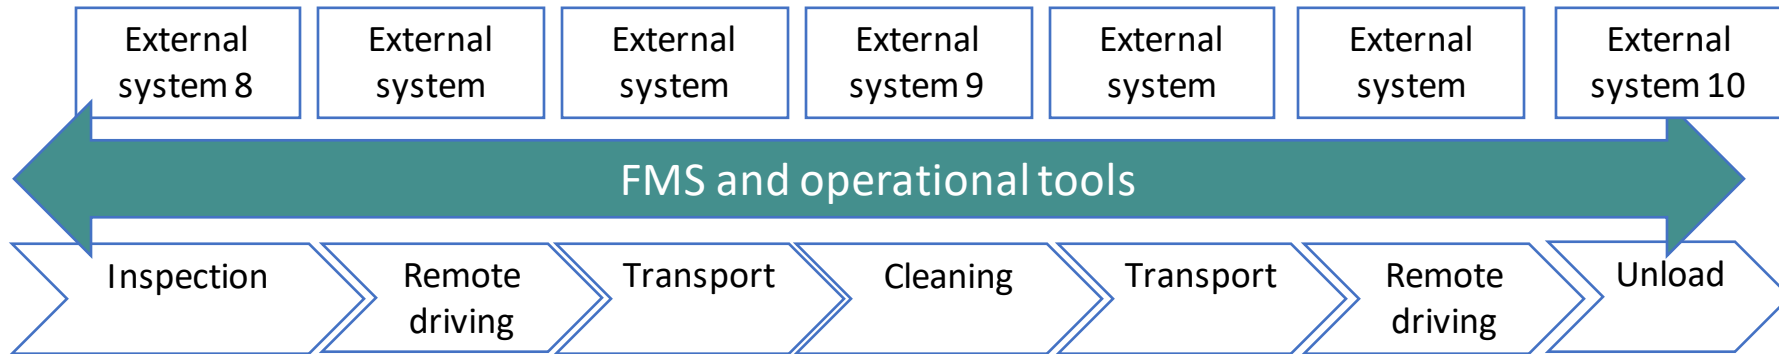 External
system 8
External
system
External
system
External
system 9
External
system
External
system
External
system 10
FMS and operational tools
Inspection
Remote
driving
Transport
Cleaning
Transport
Remote
driving
Unload